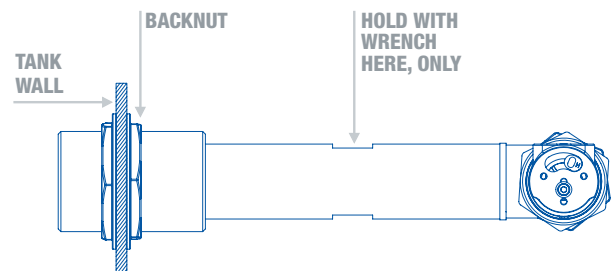 BACKNUT
HOLD WITH
WRENCH
HERE, ONLY
TANK
WALL